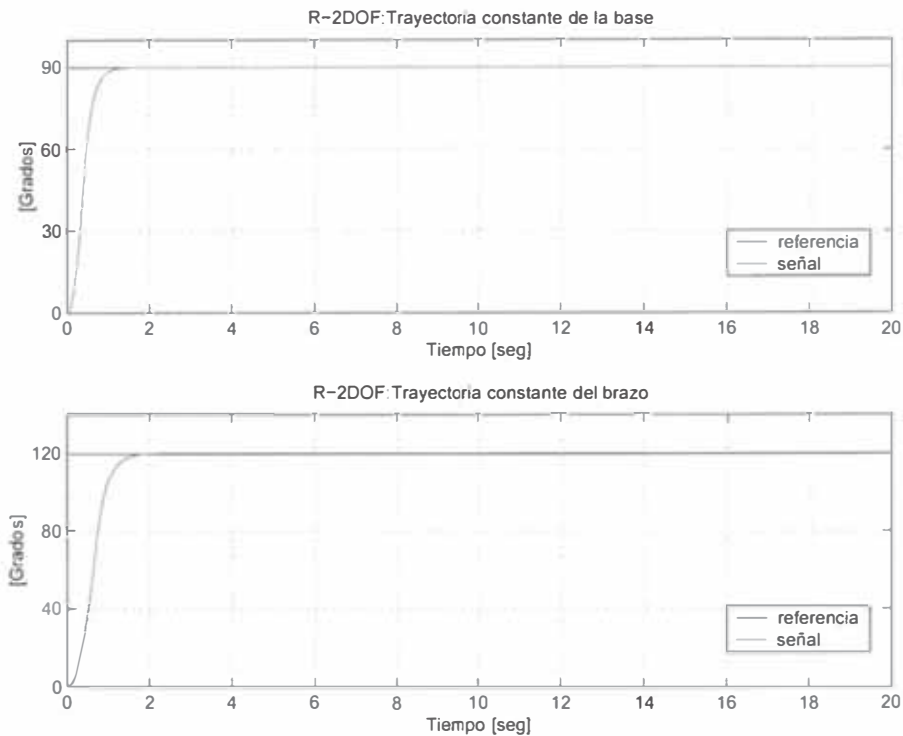 R-2DOF:Trayectoria constante de la base
90
60
30
0
[Grados]
referencia
señal
0 2 4 6 8 10 12 14 16 18 20
Tiempo [seg]
R-2DOF:Trayectoria constante del brazo
120
80
40
0
[Grados]
referencia
señal
0 2 4 6 8 10 12 14 16 18 20
Tiempo [seg]